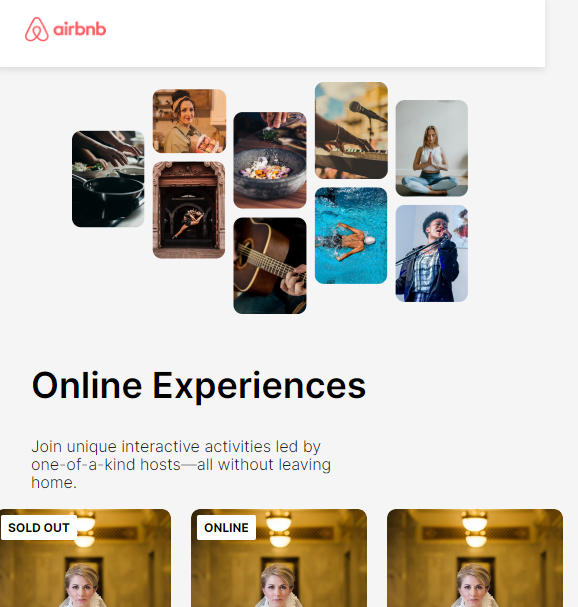 airbnb
Online Experiences
Join unique interactive activities led by
one-of-a-kind hosts—all without leaving
home.
SOLD OUT
ONLINE